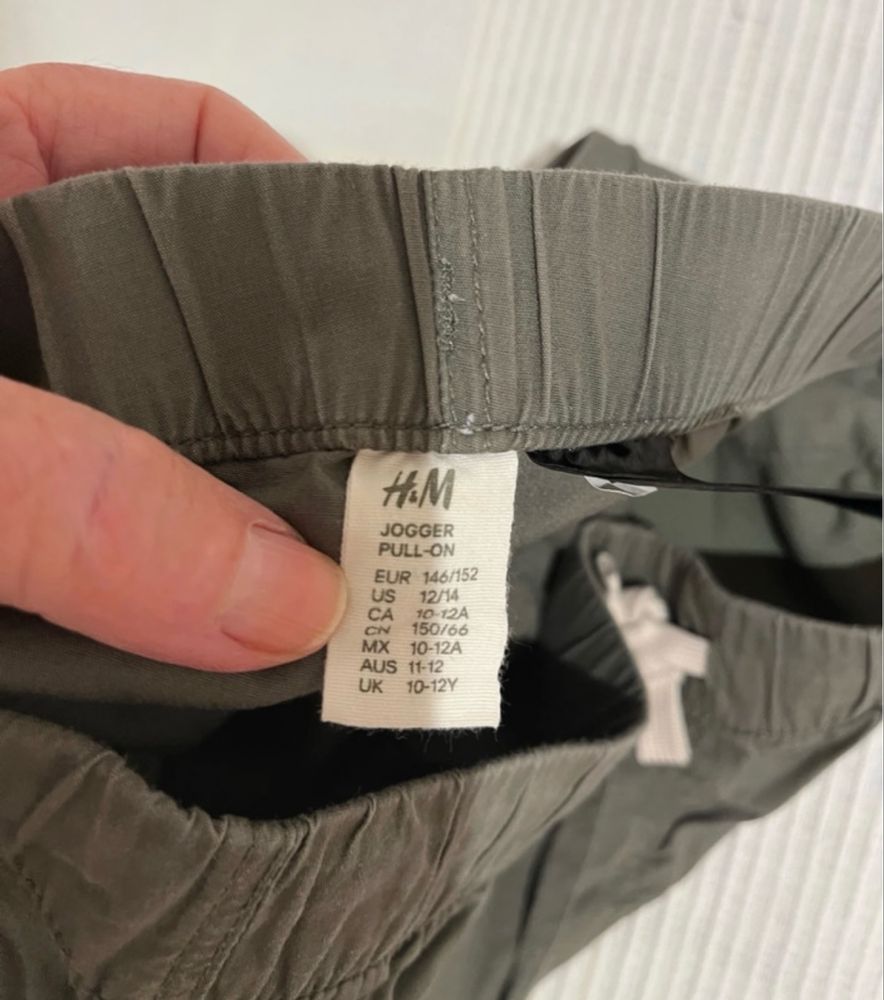 H&M
JOGGER
PULL-ON
EUR 146/152
US 12/14
CA 10-12A
CN 150/66
MX 10-12A
AUS 11-12
UK 10-12Y